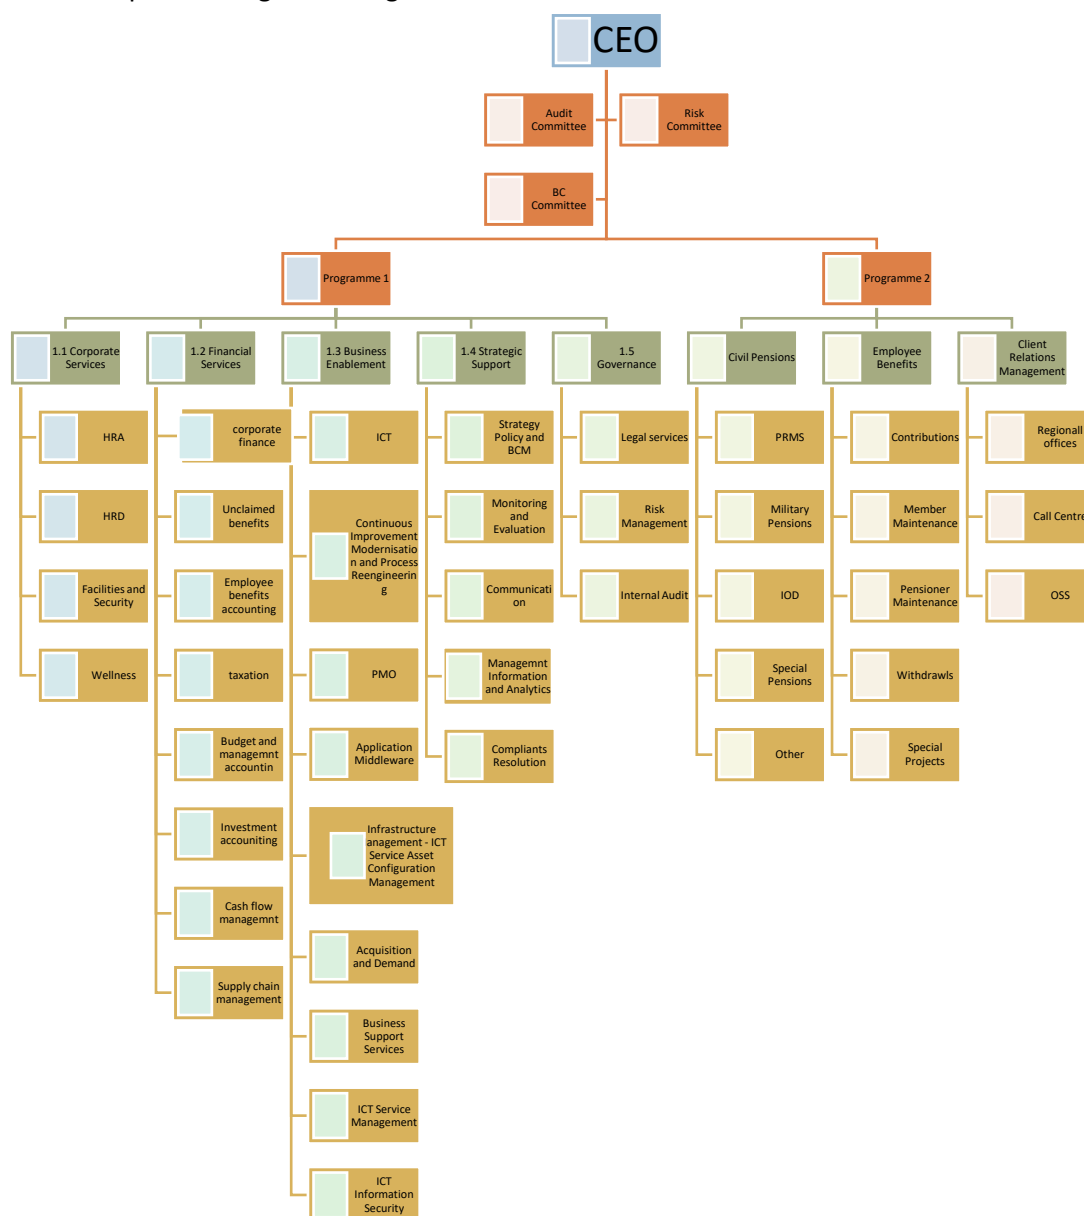 CEO
Audit
Committee
Risk
Committee
BC
Committee
Programme 1
Programme 2
1.1 Corporate
Services
1.2 Financial
Services
1.3 Business
Enablement
1.4 Strategic
Support
1.5
Governance
Civil Pensions
Employee
Benefits
Client
Relations
Management
HRA
HRD
Facilities and
Security
Wellness
corporate
finance
Unclaimed
benefits
Employee
benefits
accounting
taxation
Budget and
managemnt
accountin
Investment
accouniting
Cash flow
managemnt
Supply chain
management
ICT
Continuous
Improvement
Modernisatio
n and Process
Reengineerin
g
PMO
Application
Middleware
Infrastructure
anagement - ICT
Service Asset
Configuration
Management
Acquisition
and Demand
Business
Support
Services
ICT Service
Management
ICT
Information
Security
Strategy
Policy and
BCM
Monitoring
and
Evaluation
Communicati
on
Managemnt
Information
and Analytics
Compliants
Resolution
Legal services
Risk
Management
Internal Audit
PRMS
Military
Pensions
IOD
Special
Pensions
Other
Contributions
Member
Maintenance
Pensioner
Maintenance
Withdrawls
Special
Projects
Regionall
offices
Call Centre
OSS